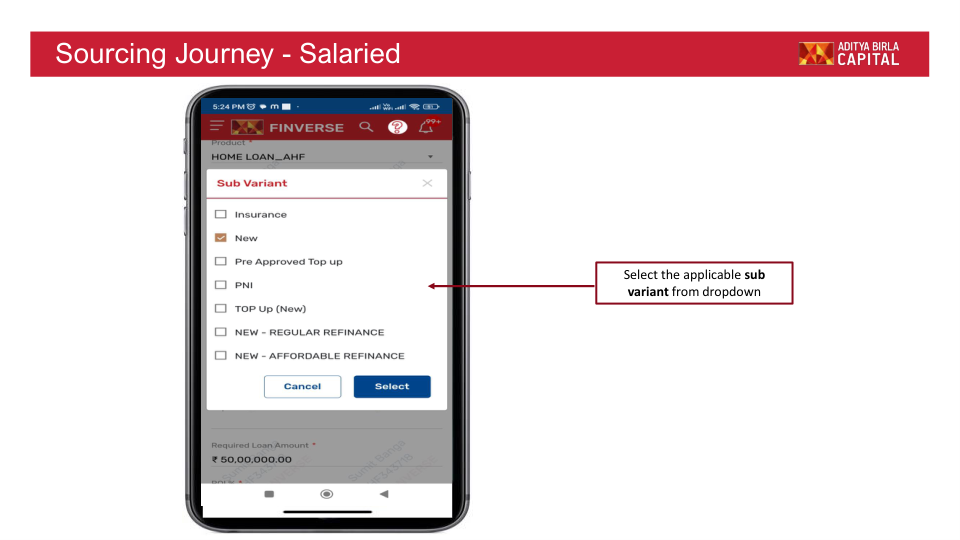 Sourcing Journey - Salaried
ADITYA BIRLA
CAPITAL
5:24 PM
FINVERSE
99+
Product *
HOME LOAN_AHF
Sub Variant
Insurance
New
Pre Approved Top up
PNI
TOP Up (New)
NEW - REGULAR REFINANCE
NEW - AFFORDABLE REFINANCE
Cancel
Select
Required Loan Amount *
₹ 50,00,000.00
Select the applicable sub
variant from dropdown